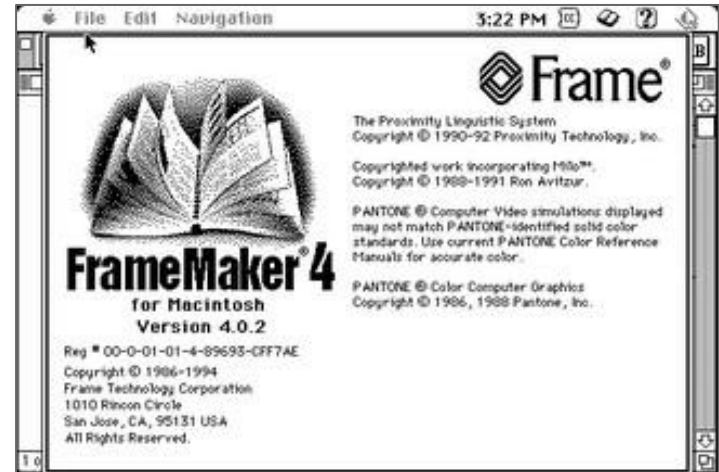 File Edit Navigation 3:22 PM
B
Frame®
The Proximity Linguistic System
Copyright © 1990-92 Proximity Technology, Inc.
Copyrighted work incorporating Milo™.
Copyright © 1988-1991 Ron Avitzur.
PANTONE ® Computer Video simulations displayed
may not match PANTONE-identified solid color
standards. Use current PANTONE Color Reference
Manuals for accurate color.
PANTONE ® Color Computer Graphics
Copyright © 1986, 1988 Pantone, Inc.
FrameMaker®4
for Macintosh
Version 4.0.2
Reg # 00-0-01-01-4-89693-CFF7AE
Copyright © 1986-1994
Frame Technology Corporation
1010 Rincon Circle
San Jose, CA, 95131 USA
All Rights Reserved.
1 o